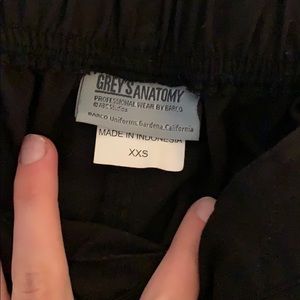 GREY'S ANATOMY
PROFESSIONAL WEAR BY BARCO
© ABC Studios
BARCO Uniforms, Gardena, California
MADE IN INDONESIA
XXS